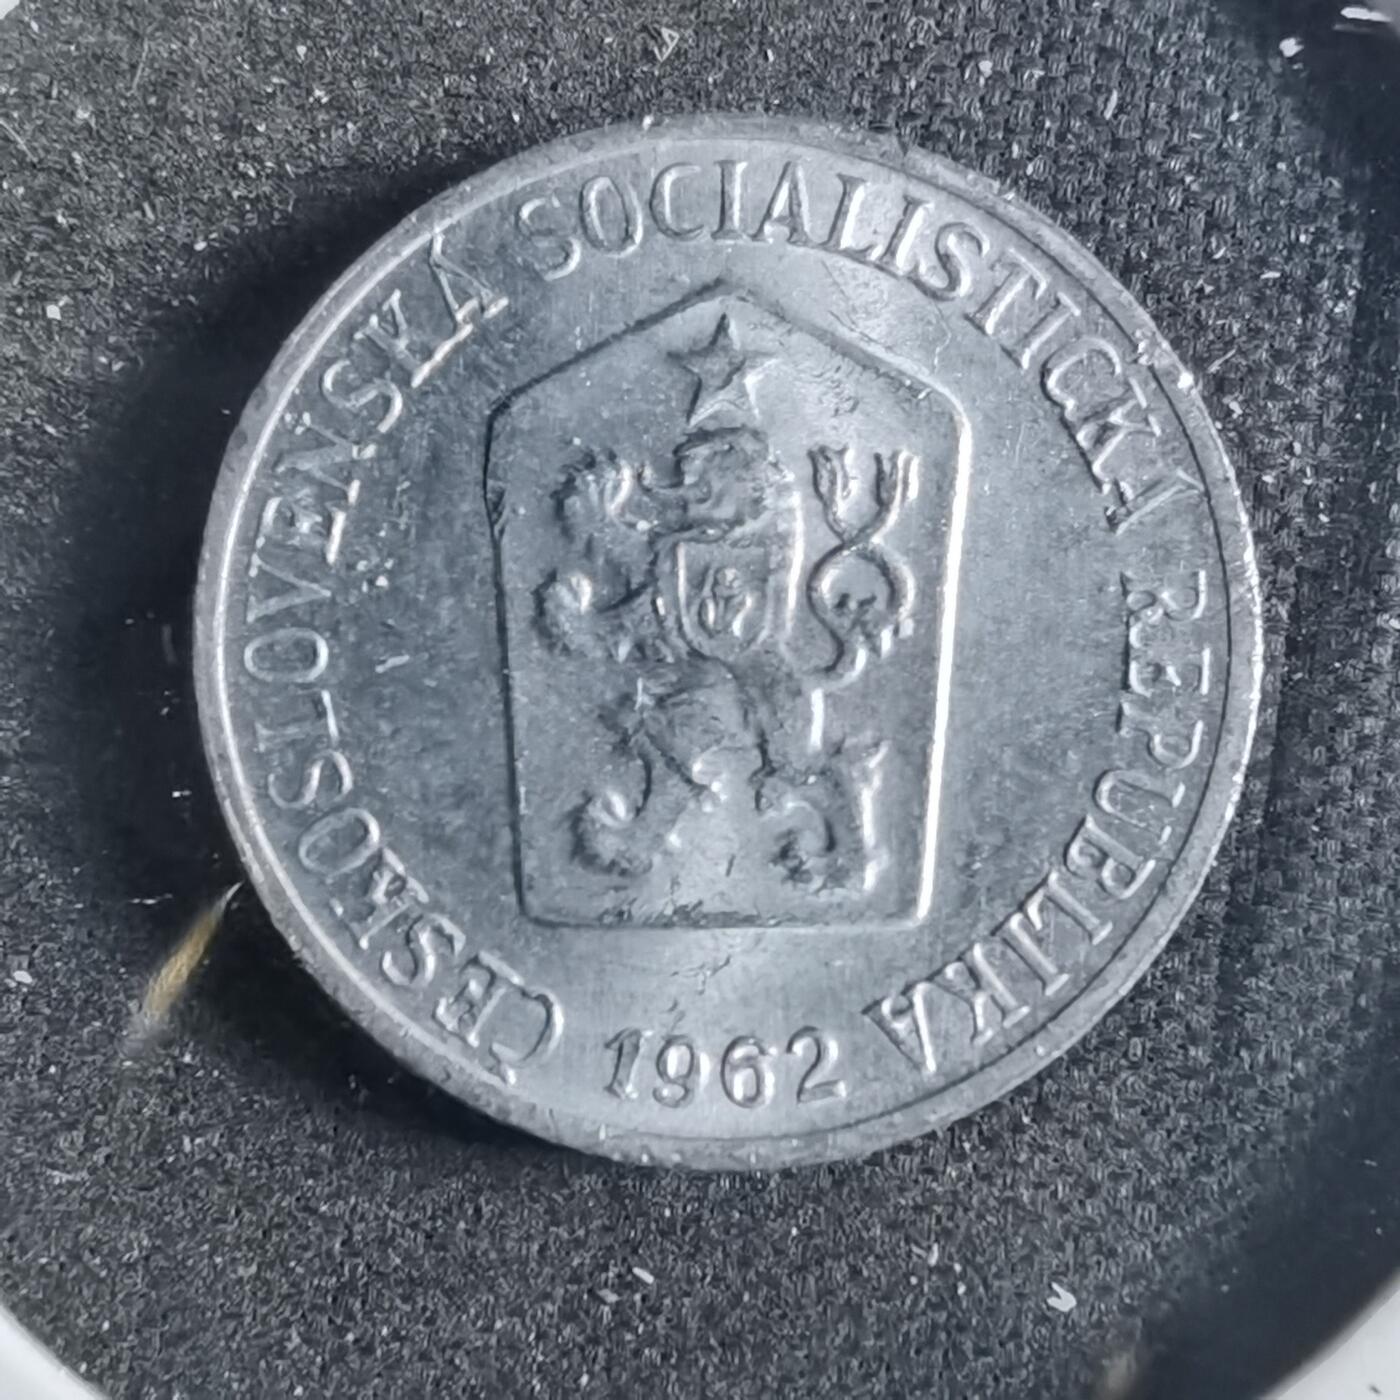 ČESKOSLOVENSKÁ SOCIALISTICKÁ REPUBLIKA
1962